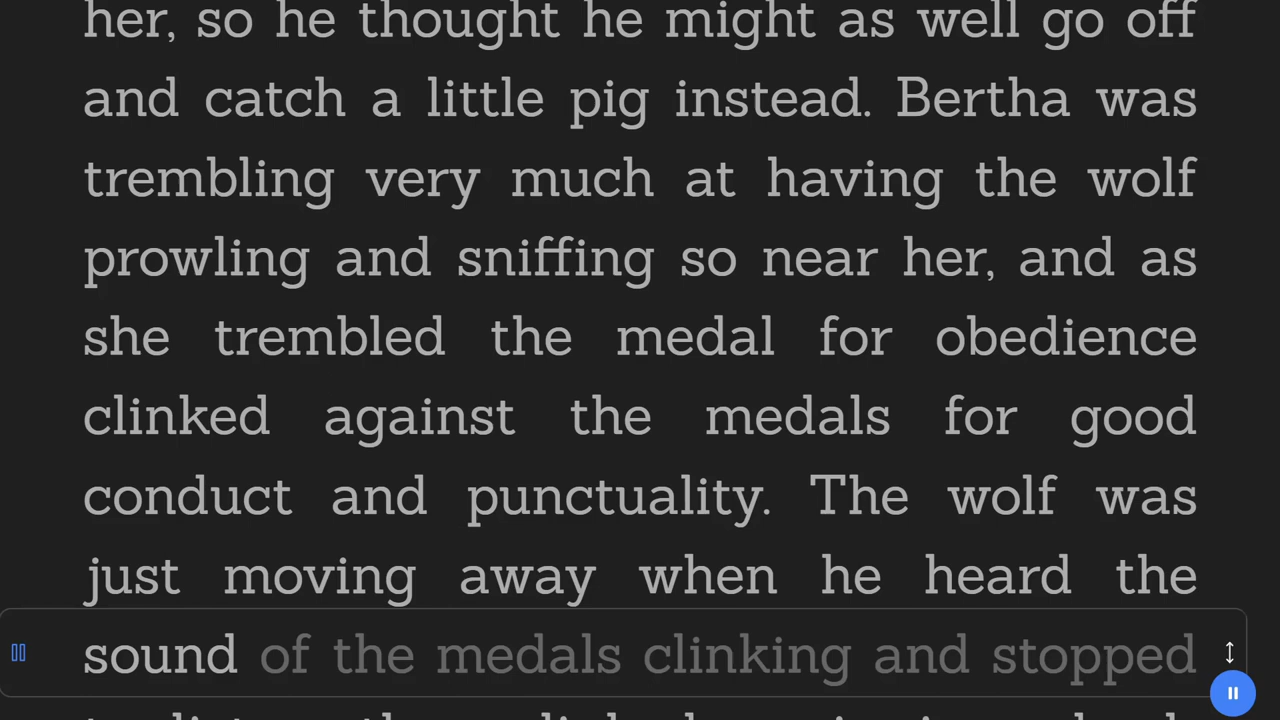 her, so he thought he might as well go off
and catch a little pig instead. Bertha was
trembling very much at having the wolf
prowling and sniffing so near her, and as
she trembled the medal for obedience
clinked against the medals for good
conduct and punctuality. The wolf was
just moving away when he heard the
sound of the medals clinking and stopped